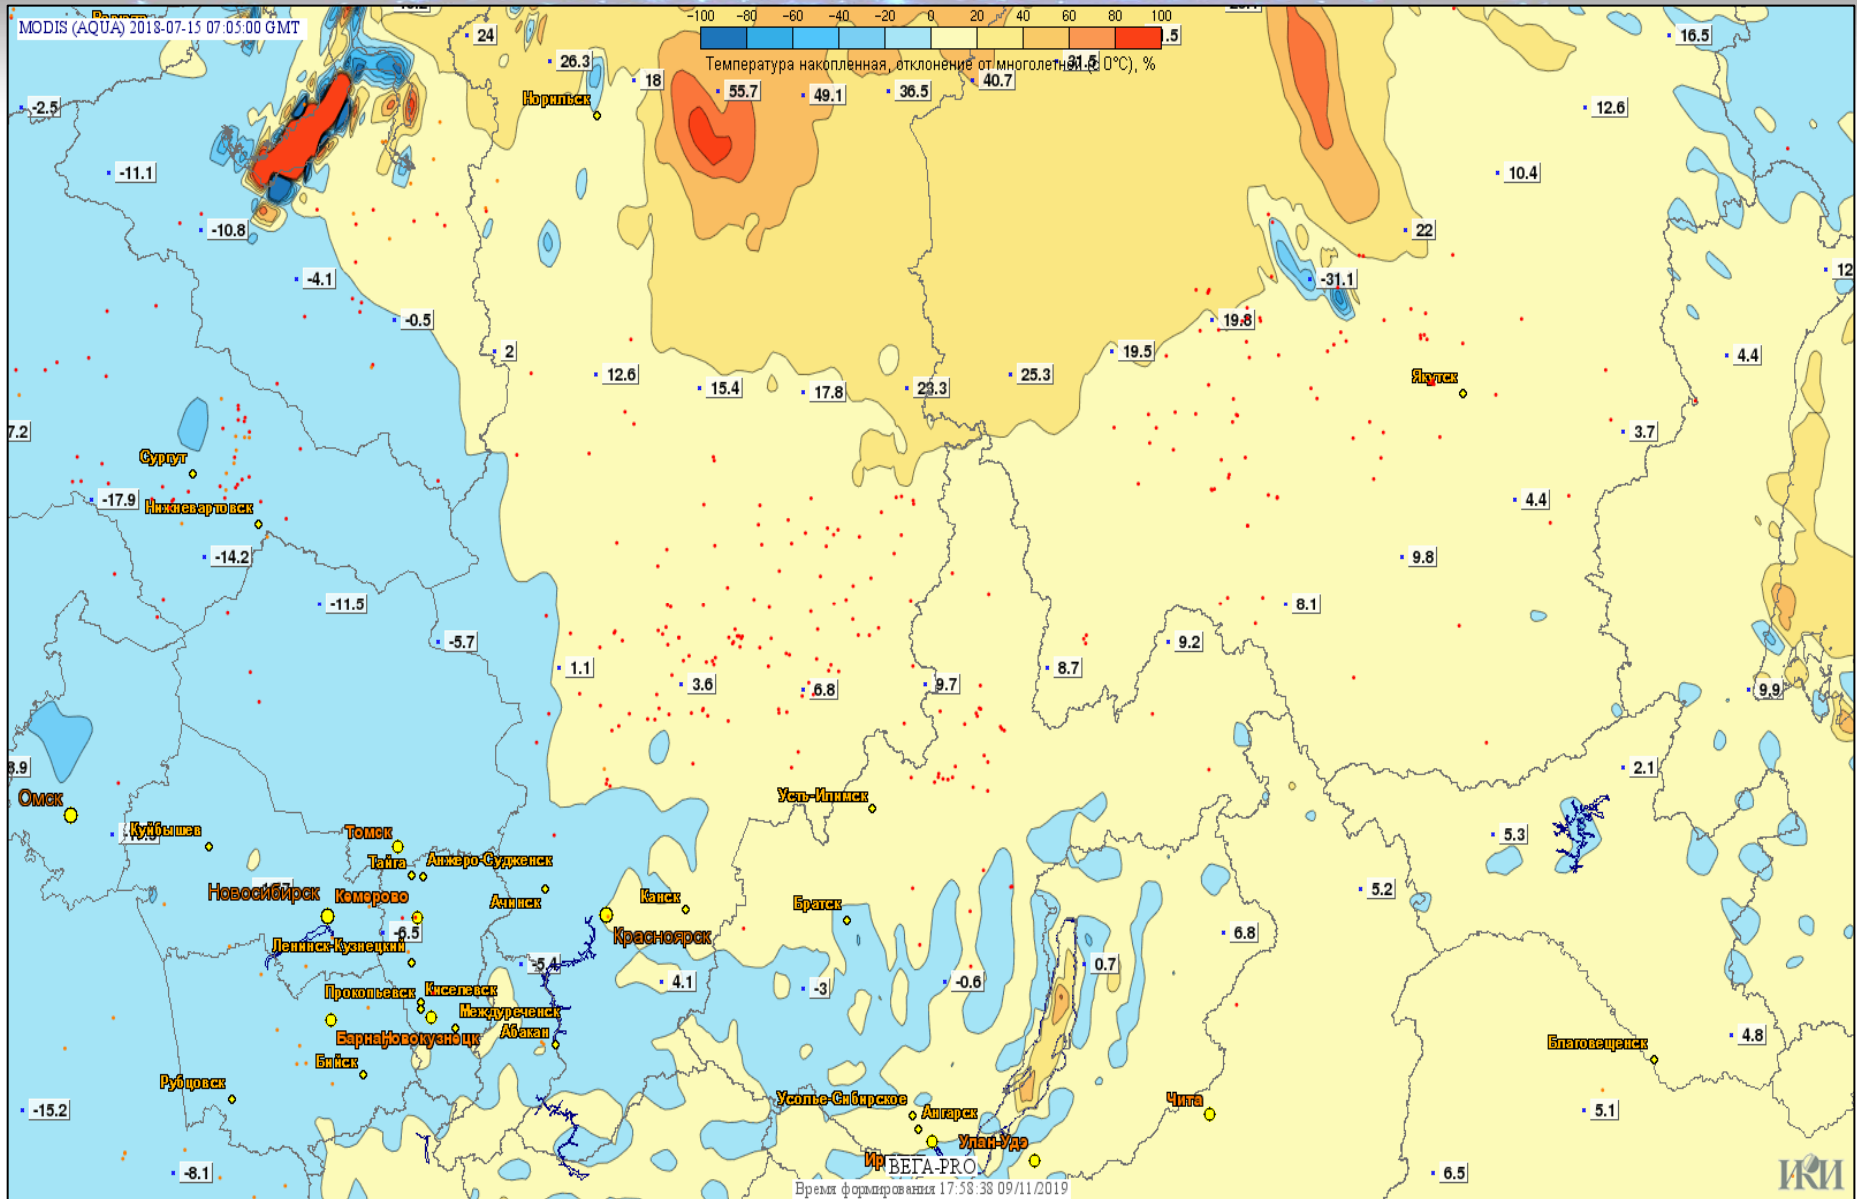 MODIS (AQUA) 2018-07-15 07:05:00 GMT
-100 -80 -60 -40 -20 0 20 40 60 80 100
Температура накопленная, отклонение от многолетней (с 0°C), %
24
16.5
26.3
18
31.5
40.7
55.7
49.1
36.5
Норильск
-2.5
12.6
-11.1
10.4
-10.8
22
-4.1
-31.1
12
-0.5
19.8
2
19.5
4.4
12.6
15.4
17.8
23.3
25.3
Якутск
7.2
3.7
Сургут
-17.9
Нижневартовск
4.4
-14.2
9.8
-11.5
8.1
-5.7
9.2
1.1
8.7
3.6
6.8
9.7
9.9
8.9
2.1
Омск
Усть-Илимск
Куйбышев
Томск
5.3
Тайга
Анжеро-Судженск
Новосибирск
Кемерово
Ачинск
Канск
Братск
5.2
-6.5
Красноярск
6.8
Ленинск-Кузнецкий
-5.4
4.1
-3
-0.6
0.7
Прокопьевск
Киселевск
Междуреченск
Новокузнецк
Абакан
4.8
Бийск
Благовещенск
Рубцовск
-15.2
Усолье-Сибирское
Ангарск
Чита
5.1
Улан-Удэ
-8.1
ВЕГА-PRO
6.5
ИКИ
Время формирования 17:58:38 09/11/2019